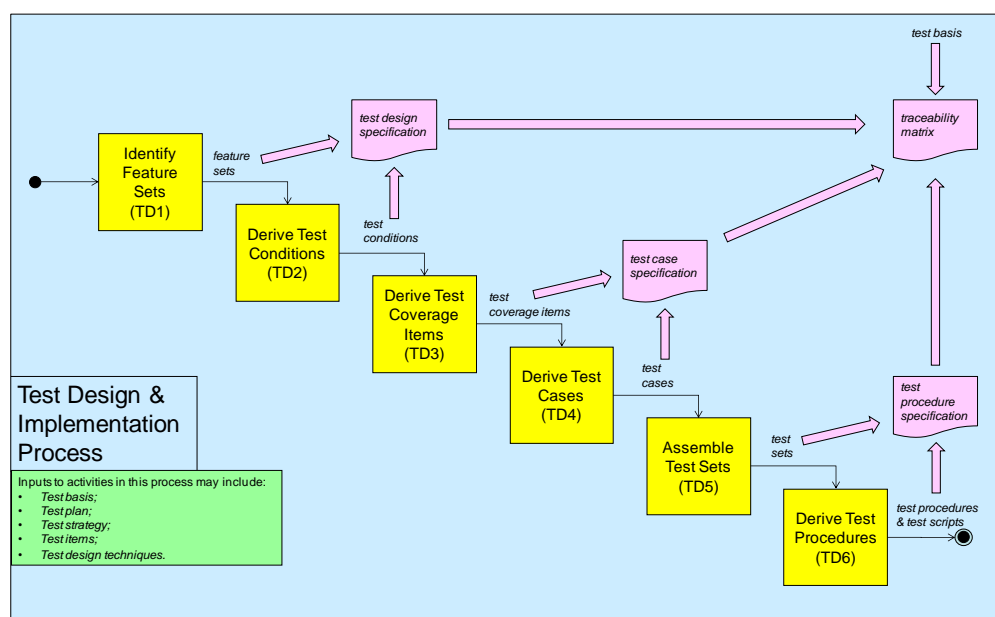 test basis
test design
specification
traceability
matrix
Identify
Feature
Sets
(TD1)
feature
sets
Derive Test
Conditions
(TD2)
test
conditions
test case
specification
Derive Test
Coverage
Items
(TD3)
test
coverage items
Derive Test
Cases
(TD4)
test
cases
test
procedure
specification
Test Design &
Implementation
Process
Assemble
Test Sets
(TD5)
test
sets
Inputs to activities in this process may include:
• Test basis;
• Test plan;
• Test strategy;
• Test items;
• Test design techniques.
Derive Test
Procedures
(TD6)
test procedures
& test scripts